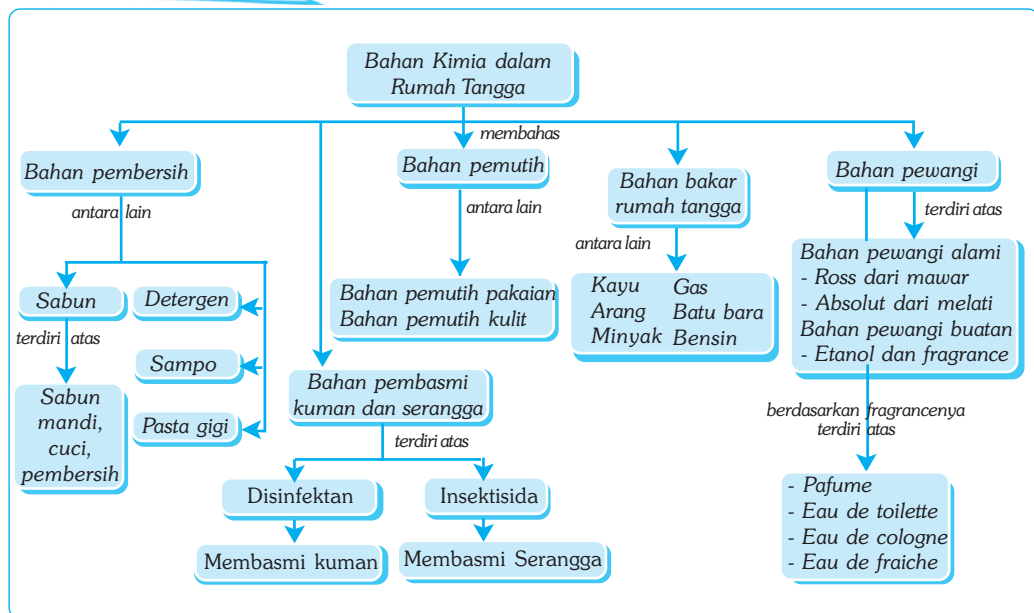 Bahan Kimia dalam
Rumah Tangga
membahas
Bahan pembersih
antara lain
Sabun
terdiri atas
Sabun
mandi,
cuci,
pembersih
Detergen
Sampo
Pasta gigi
Bahan pembasmi
kuman dan serangga
terdiri atas
Disinfektan
Membasmi kuman
Insektisida
Membasmi Serangga
Bahan pemutih
antara lain
Bahan pemutih pakaian
Bahan pemutih kulit
Bahan bakar
rumah tangga
antara lain
Kayu Gas
Arang Batu bara
Minyak Bensin
Bahan pewangi
terdiri atas
Bahan pewangi alami
- Ross dari mawar
- Absolut dari melati
Bahan pewangi buatan
- Etanol dan fragrance
berdasarkan fragrancenya
terdiri atas
- Pafume
- Eau de toilette
- Eau de cologne
- Eau de fraiche